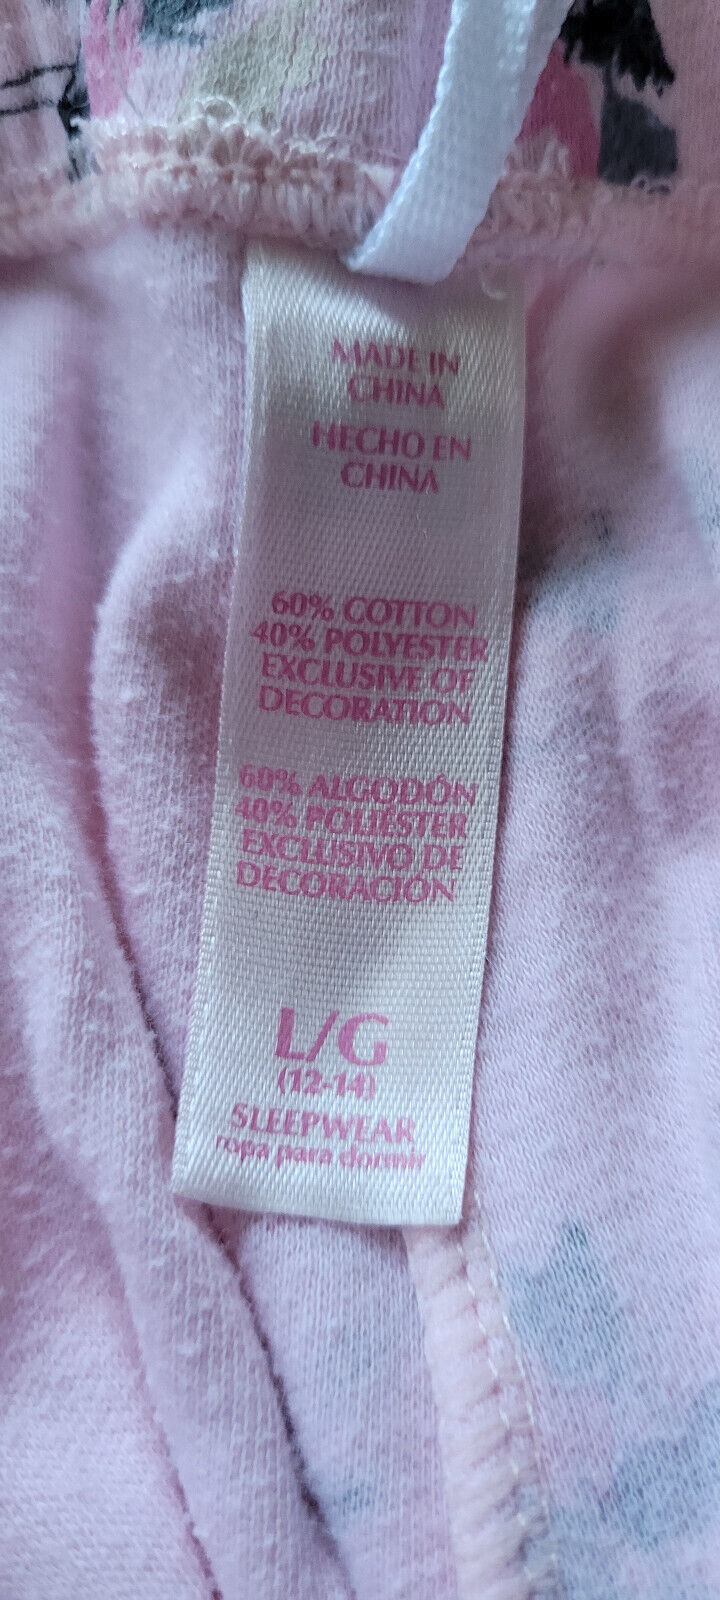 MADE IN
CHINA
HECHO EN
CHINA
60% COTTON
40% POLYESTER
EXCLUSIVE OF
DECORATION
60% ALGODÓN
40% POLIÉSTER
EXCLUSIVO DE
DECORACIÓN
L/G
(12-14)
SLEEPWEAR
ropa para dormir